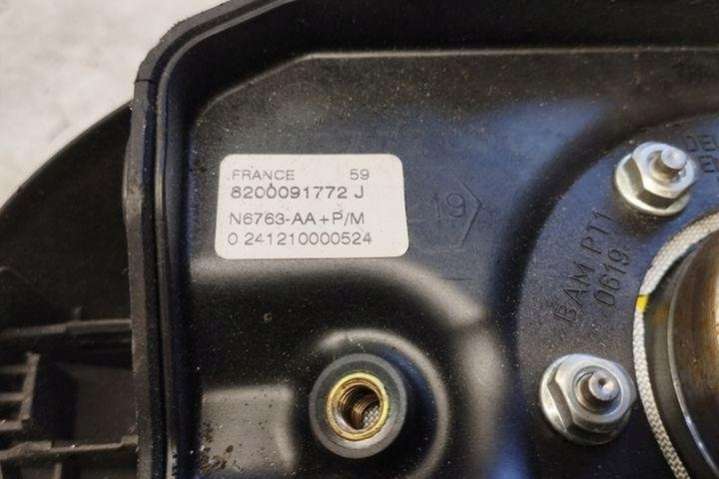 FRANCE 59
8200091772 J
N6763-AA+P/M
0 241210000524
19
BAM PT1
0619